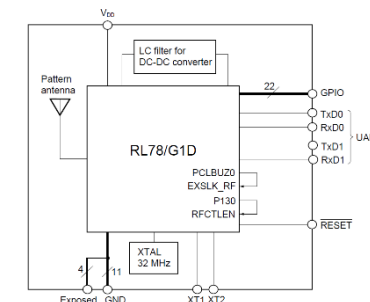 VDD
LC filter for
DC-DC converter
Pattern
antenna
22
GPIO
RL78/G1D
TxD0
RxD0
UA
TxD1
RxD1
PCLBUZ0
EXSLK_RF
P130
RFCTLEN
RESET
XTAL
32 MHz
4
11
Exposed GND
XT1 XT2